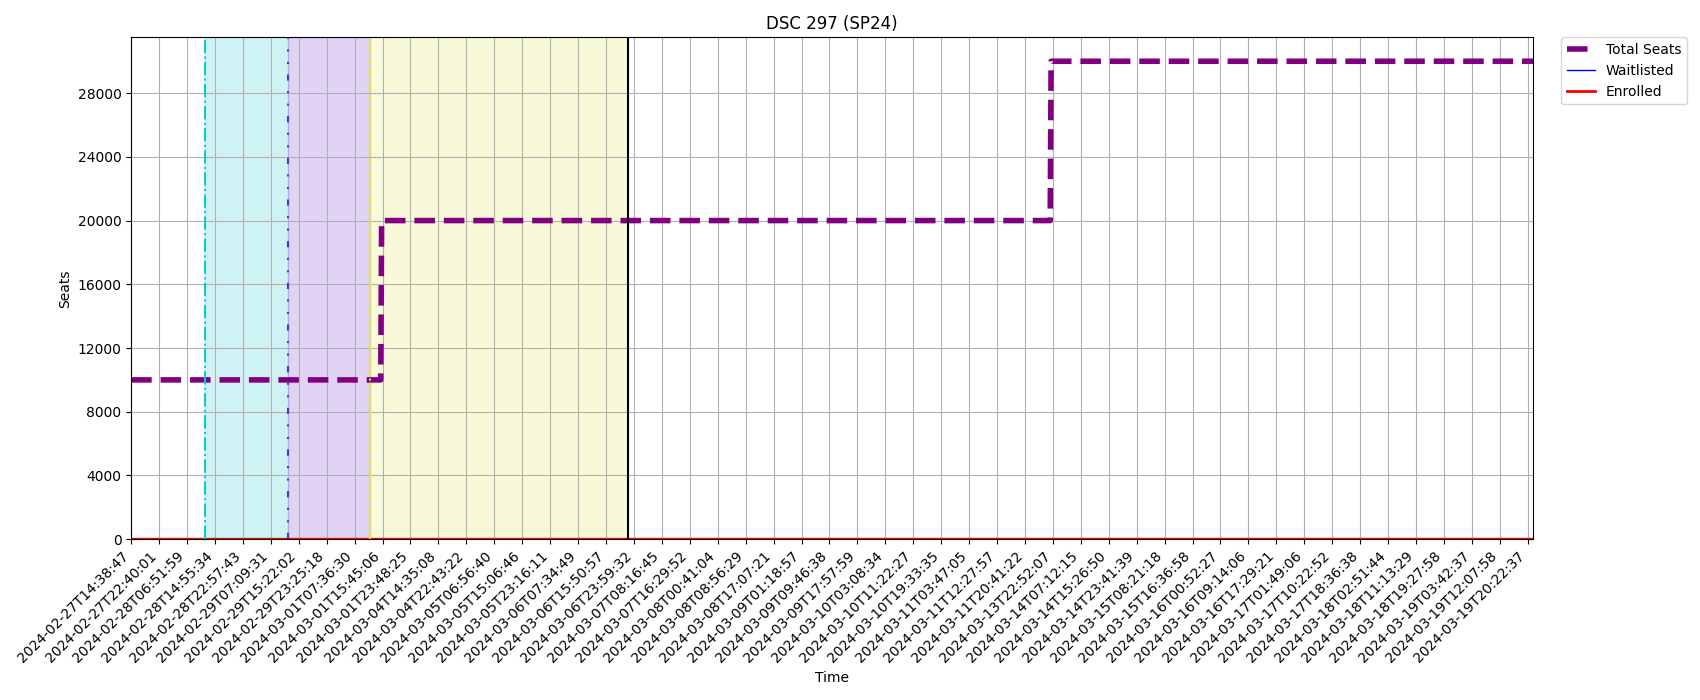 DSC 297 (SP24)
Total Seats
Waitlisted
Enrolled
28000
24000
20000
16000
12000
8000
4000
0
Seats
2024-02-27T14:38:47
2024-02-27T22:40:01
2024-02-28T06:51:59
2024-02-28T14:55:34
2024-02-28T22:57:43
2024-02-29T07:09:31
2024-02-29T15:22:02
2024-02-29T23:25:18
2024-03-01T07:36:30
2024-03-01T15:45:06
2024-03-01T23:48:25
2024-03-04T14:35:08
2024-03-04T22:43:22
2024-03-05T06:56:40
2024-03-05T15:06:46
2024-03-05T23:16:11
2024-03-06T07:34:49
2024-03-06T15:50:57
2024-03-06T23:59:32
2024-03-07T08:16:45
2024-03-07T16:29:52
2024-03-08T00:41:04
2024-03-08T08:56:29
2024-03-08T17:07:21
2024-03-09T01:18:57
2024-03-09T09:46:38
2024-03-09T17:57:59
2024-03-10T03:08:34
2024-03-10T11:22:27
2024-03-10T19:33:35
2024-03-11T03:47:05
2024-03-11T12:27:57
2024-03-11T20:41:22
2024-03-13T22:52:07
2024-03-14T07:12:15
2024-03-14T15:26:50
2024-03-14T23:41:39
2024-03-15T08:21:18
2024-03-15T16:36:58
2024-03-16T00:52:27
2024-03-16T09:14:06
2024-03-16T17:29:21
2024-03-17T01:49:06
2024-03-17T10:22:52
2024-03-17T18:36:38
2024-03-18T02:51:44
2024-03-18T11:13:29
2024-03-18T19:27:58
2024-03-19T03:42:37
2024-03-19T12:07:58
2024-03-19T20:22:37
Time